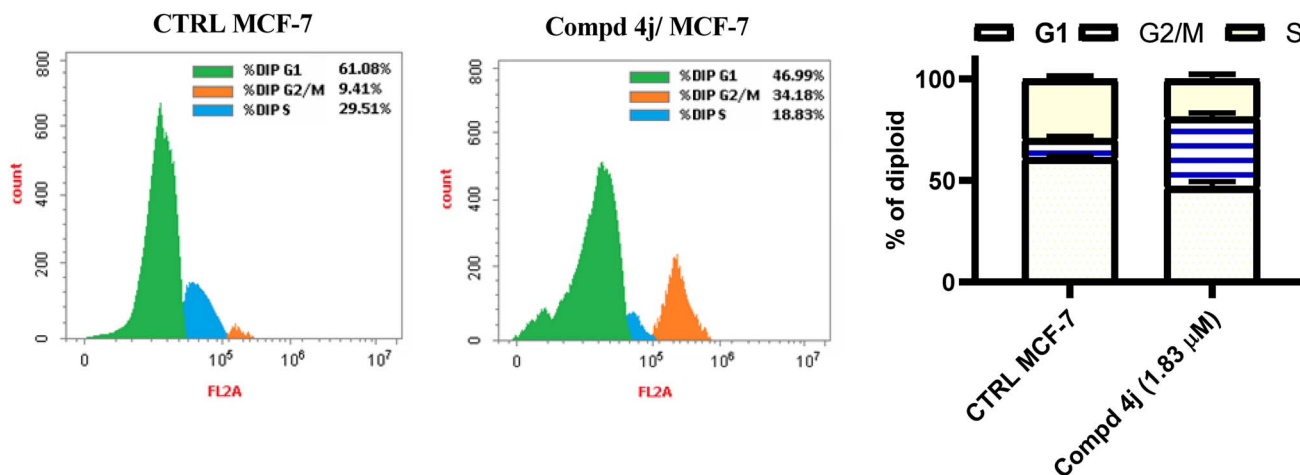 CTRL MCF-7
%DIP G1 61.08%
%DIP G2/M 9.41%
%DIP S 29.51%
count
800
600
400
200
0
0 10^5 10^6 10^7
FL2A
Compd 4j/ MCF-7
%DIP G1 46.99%
%DIP G2/M 34.18%
%DIP S 18.83%
count
800
600
400
200
0
0 10^5 10^6 10^7
FL2A
G1 G2/M S
% of diploid
100
50
0
CTRL MCF-7
Compd 4j (1.83 μM)